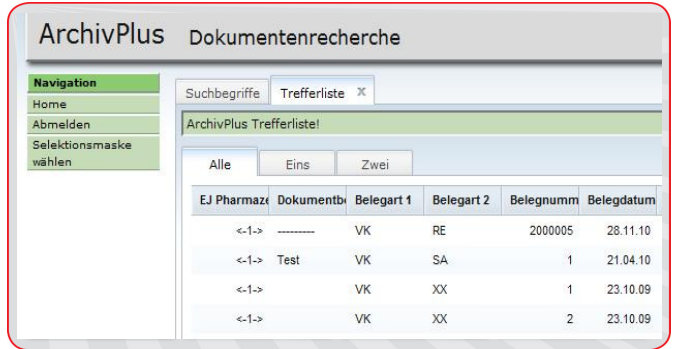 ArchivPlus Dokumentenrecherche
Navigation
Home
Abmelden
Selektionsmaske
wählen
Suchbegriffe Trefferliste x
ArchivPlus Trefferliste!
Alle Eins Zwei
EJ Pharmaze Dokumentbe Belegart 1 Belegart 2 Belegnumm Belegdatum
<-1-> --------- VK RE 2000005 28.11.10
<-1-> Test VK SA 1 21.04.10
<-1-> VK XX 1 23.10.09
<-1-> VK XX 2 23.10.09